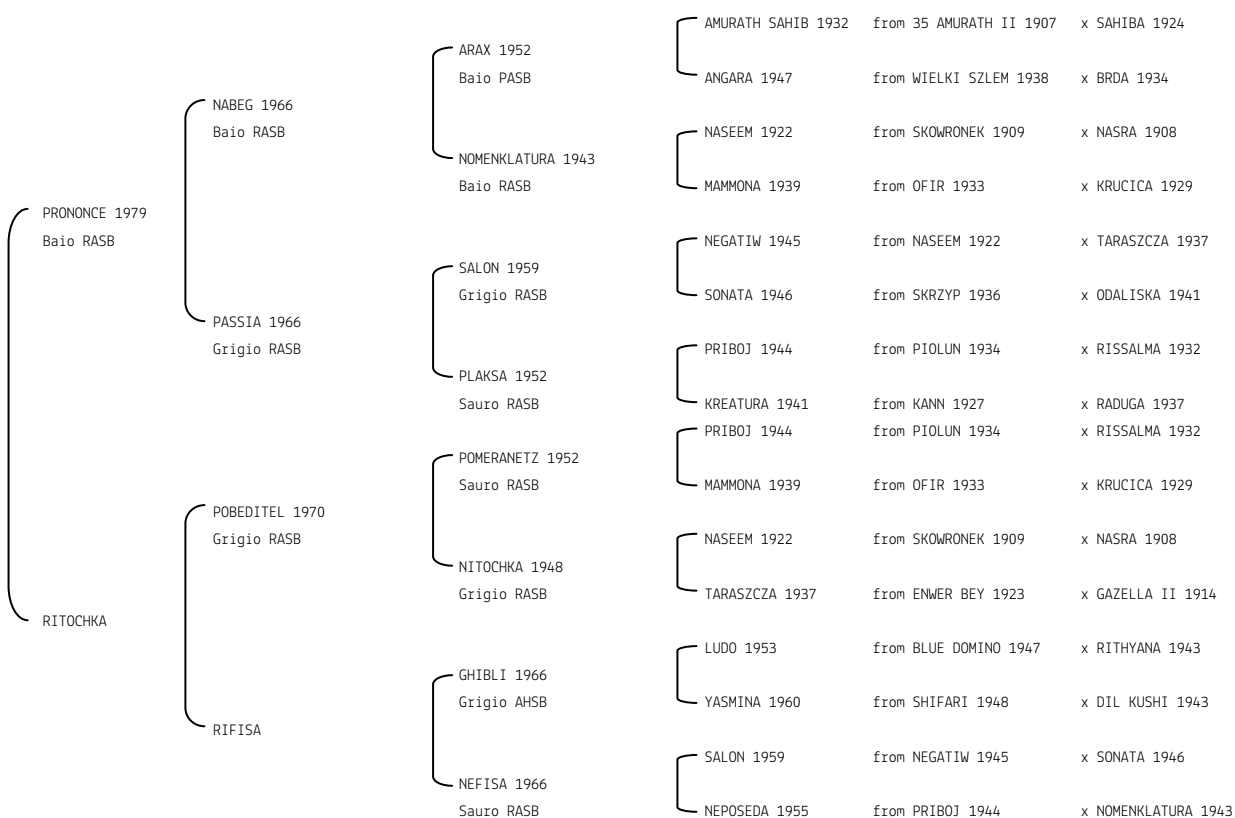 AMURATH SAHIB 1932 from 35 AMURATH II 1907 x SAHIBA 1924
ARAX 1952
Baio PASB
ANGARA 1947 from WIELKI SZLEM 1938 x BRDA 1934
NABEG 1966
Baio RASB
NASEEM 1922 from SKOWRONEK 1909 x NASRA 1908
NOMENKLATURA 1943
Baio RASB
MAMMONA 1939 from OFIR 1933 x KRUCICA 1929
PRONONCE 1979
Baio RASB
NEGATIW 1945 from NASEEM 1922 x TARASZCZA 1937
SALON 1959
Grigio RASB
SONATA 1946 from SKRZYP 1936 x ODALISKA 1941
PASSIA 1966
Grigio RASB
PRIBOJ 1944 from PIOLUN 1934 x RISSALMA 1932
PLAKSA 1952
Sauro RASB
KREATURA 1941 from KANN 1927 x RADUGA 1937
PRIBOJ 1944 from PIOLUN 1934 x RISSALMA 1932
POMERANETZ 1952
Sauro RASB
MAMMONA 1939 from OFIR 1933 x KRUCICA 1929
POBEDITEL 1970
Grigio RASB
NASEEM 1922 from SKOWRONEK 1909 x NASRA 1908
NITOCHKA 1948
Grigio RASB
TARASZCZA 1937 from ENWER BEY 1923 x GAZELLA II 1914
RITOCHKA
LUDO 1953 from BLUE DOMINO 1947 x RITHYANA 1943
GHIBLI 1966
Grigio AHSB
YASMINA 1960 from SHIFARI 1948 x DIL KUSHI 1943
RIFISA
SALON 1959 from NEGATIW 1945 x SONATA 1946
NEFISA 1966
Sauro RASB
NEPOSEDA 1955 from PRIBOJ 1944 x NOMENKLATURA 1943